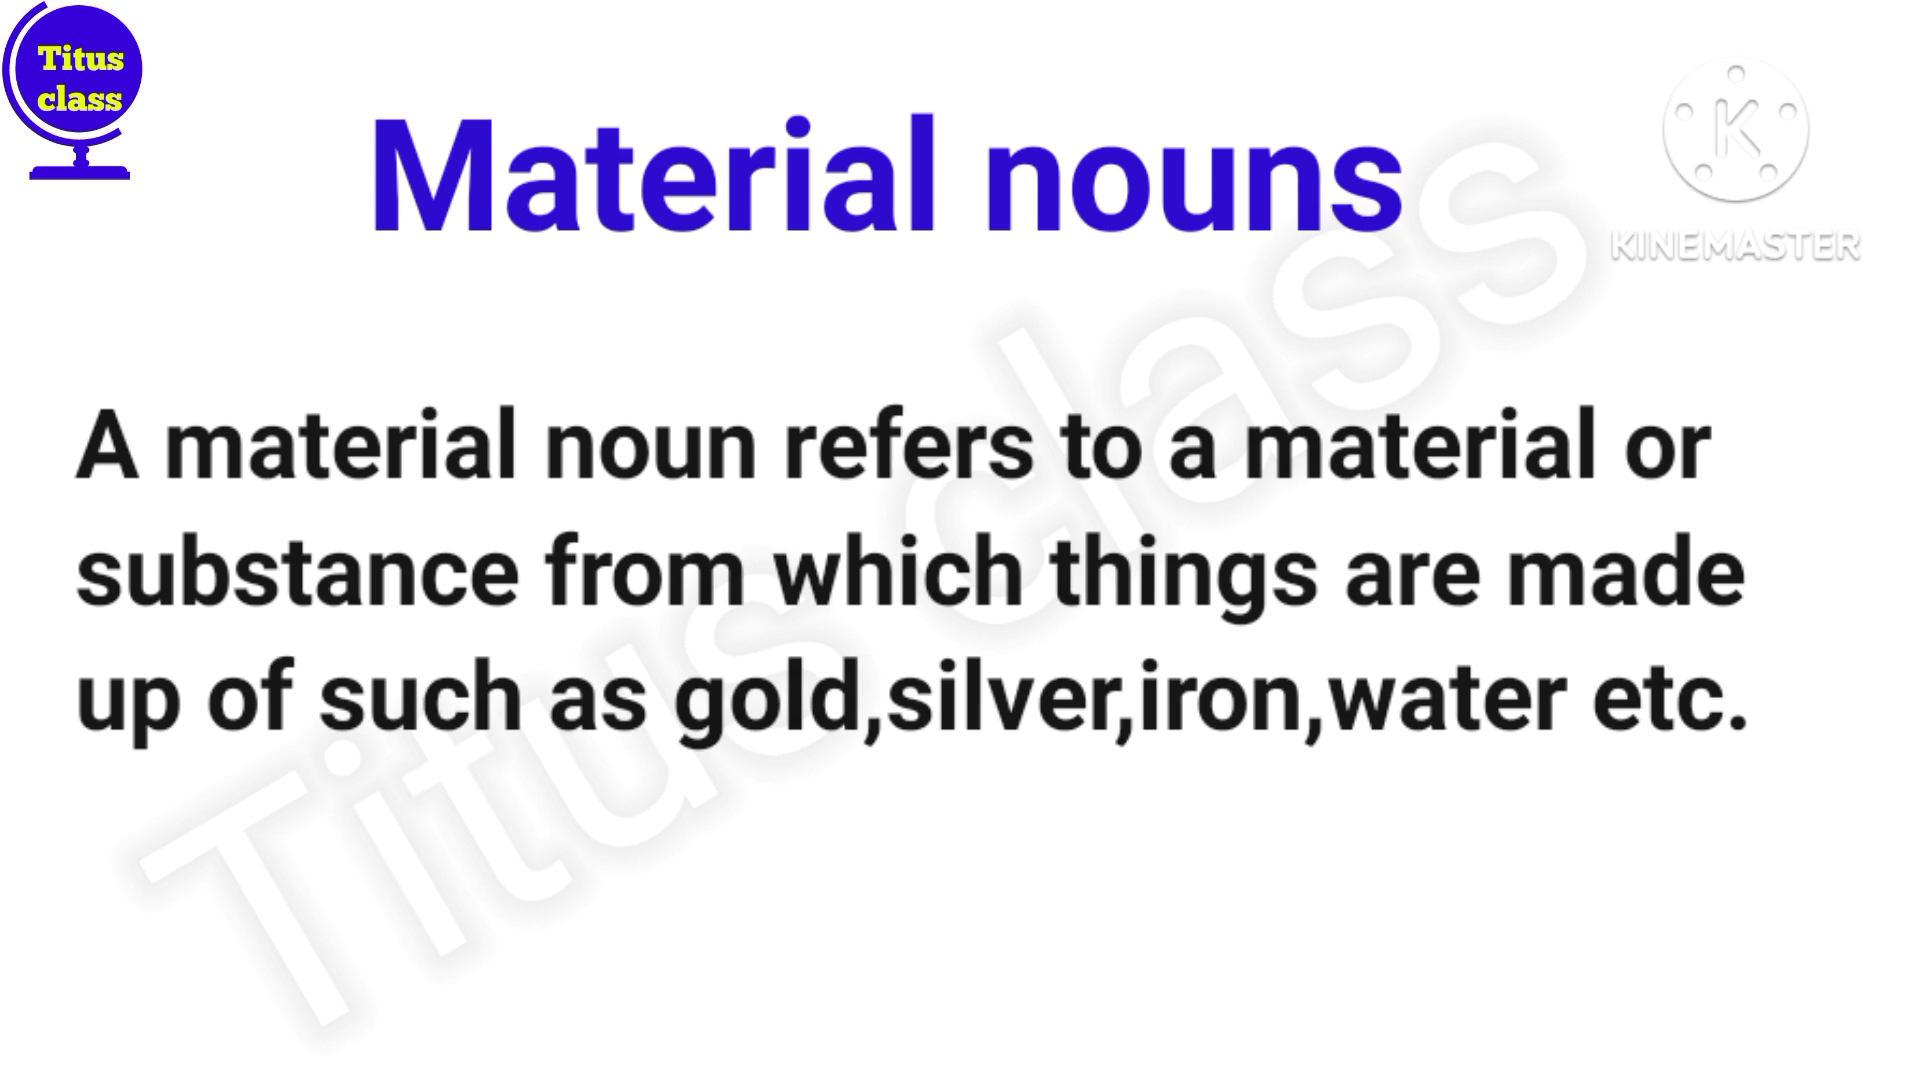 Titus
class
Material nouns
K
KINEMASTER
A material noun refers to a material or
substance from which things are made
up of such as gold,silver,iron,water etc.
Titus class